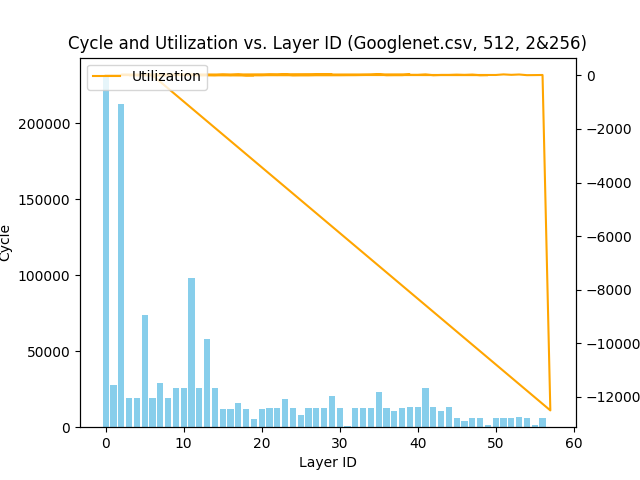 Cycle and Utilization vs. Layer ID (Googlenet.csv, 512, 2&256)
Utilization
Cycle
200000
150000
100000
50000
0
0
−2000
−4000
−6000
−8000
−10000
−12000
0 10 20 30 40 50 60
Layer ID